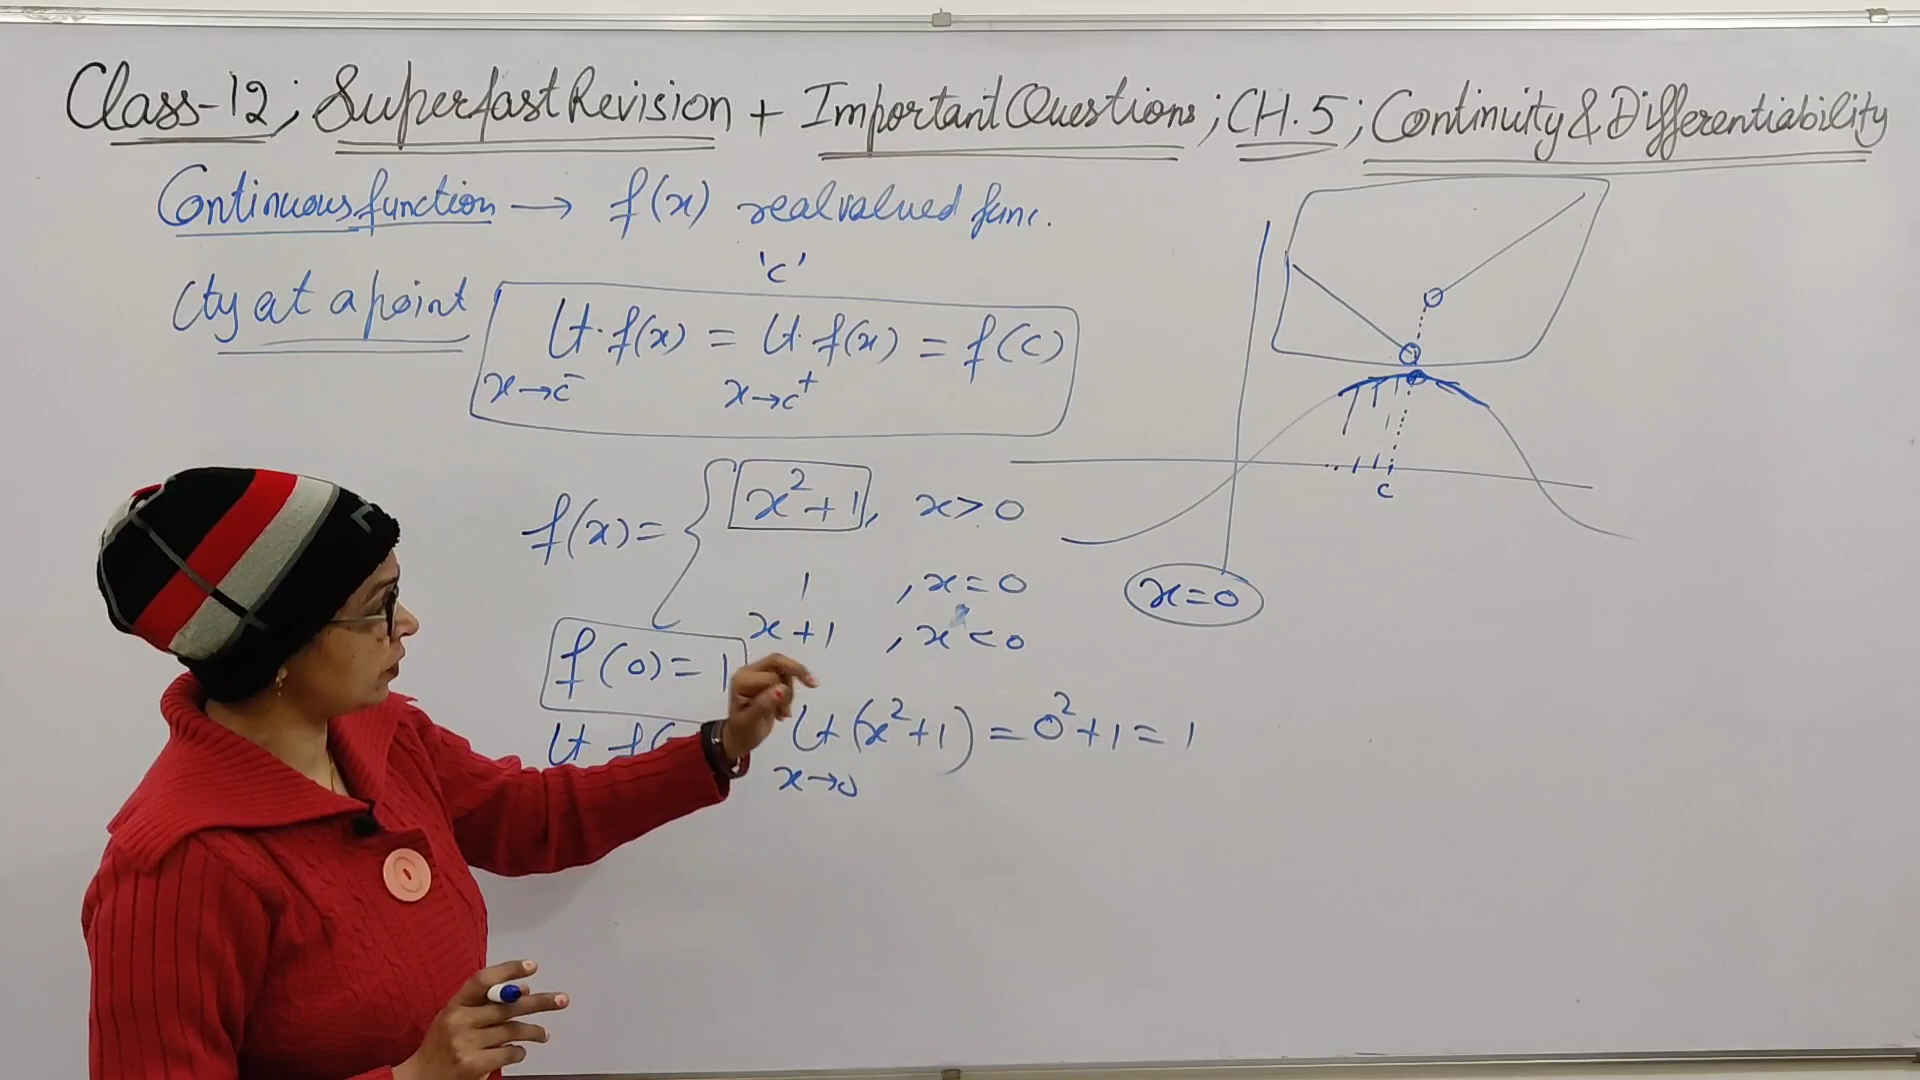 Class-12; Superfast Revision + Important Questions; CH.5; Continuity & Differentiability
Continuous function → f(x) real valued func.
'c'
Cty at a point
Lt. f(x) = Lt. f(x) = f(c)
x→c⁻ x→c⁺
c
f(x) = { x²+1, x>0
1 , x=0
x+1 , x<0
x=0
f(0)=1
Lt f( Lt (x²+1) = 0²+1 = 1
x→0